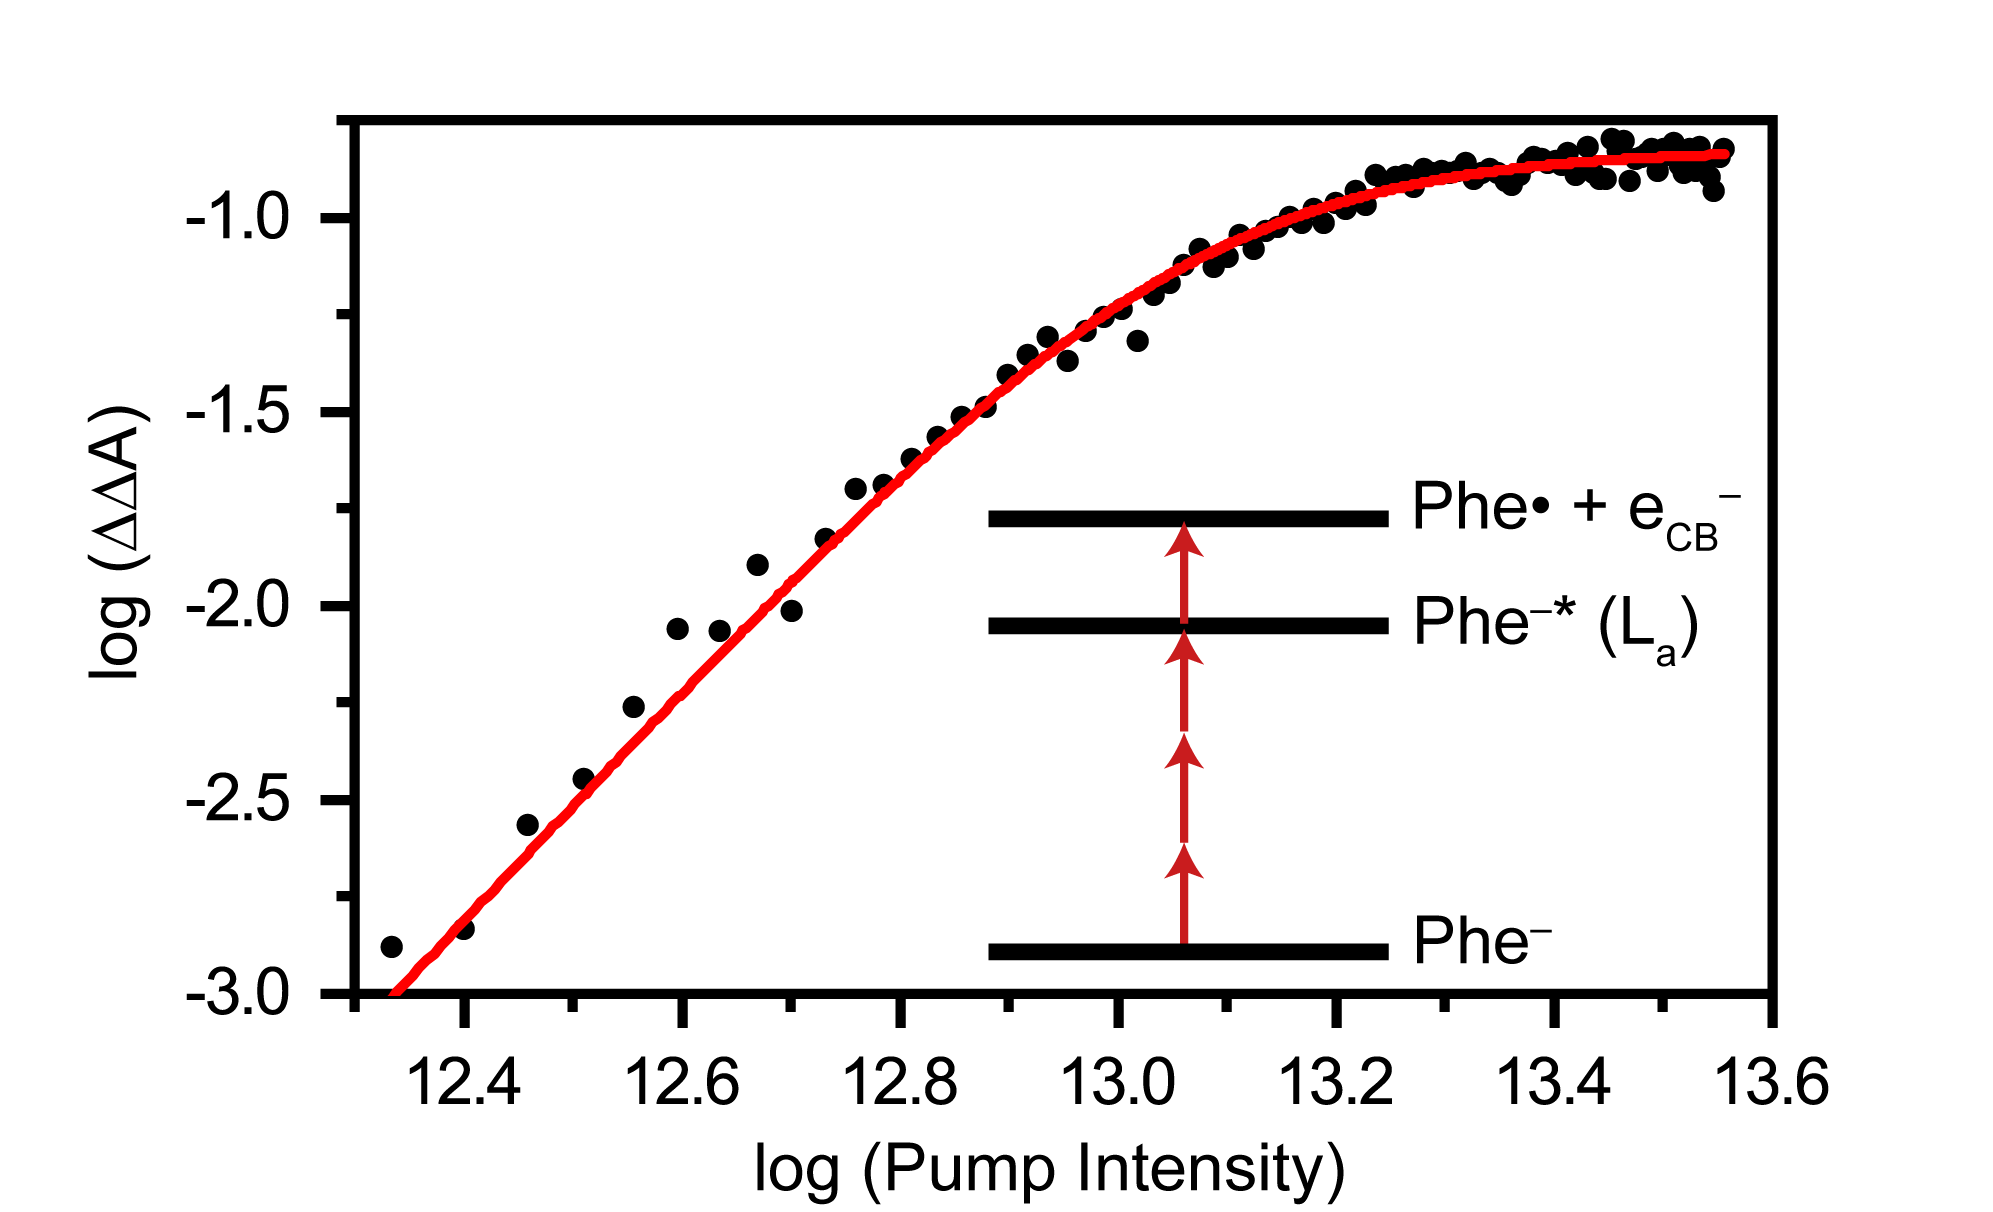 log (ΔΔA)
-1.0
-1.5
-2.0
-2.5
-3.0
Phe• + eCB−
Phe−* (La)
Phe−
12.4 12.6 12.8 13.0 13.2 13.4 13.6
log (Pump Intensity)